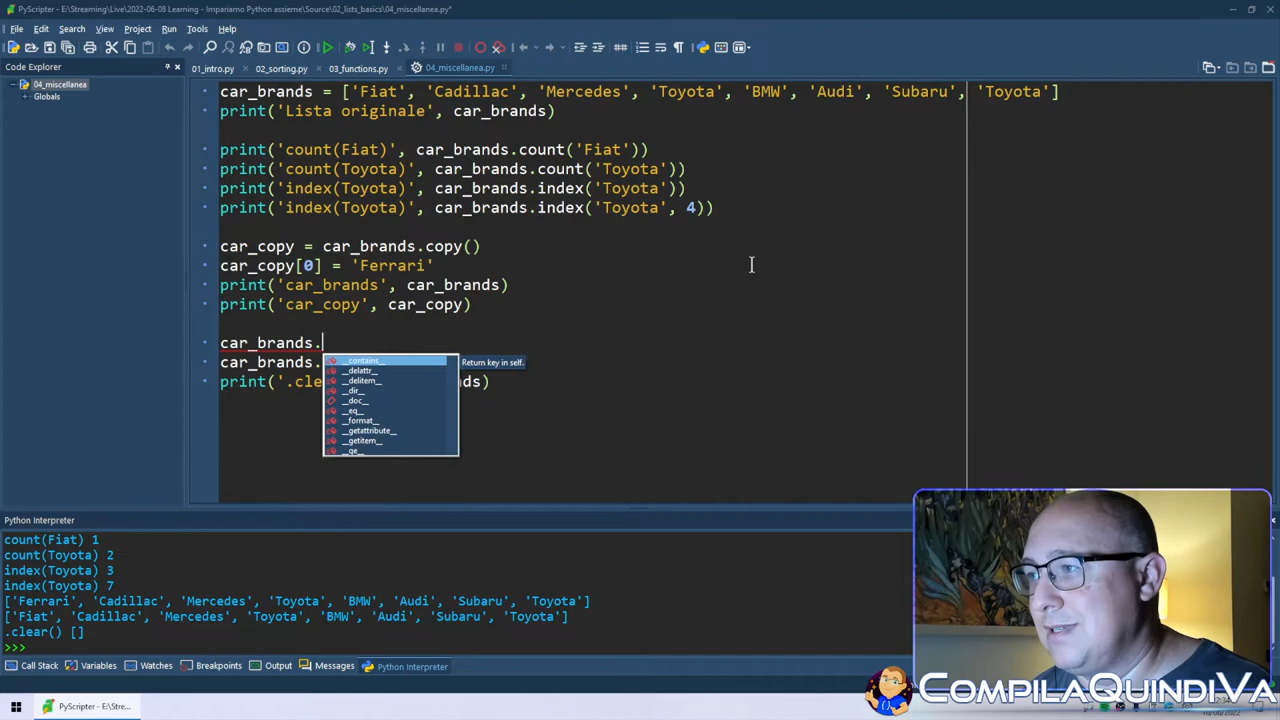 PyScripter - E:\Streaming\Live\2022-06-08 Learning - Impariamo Python assieme\Source\02_lists_basics\04_miscellanea.py*
File Edit Search View Project Run Tools Help
Code Explorer
01_intro.py 02_sorting.py 03_functions.py 04_miscellanea.py
04_miscellanea
Globals
car_brands = ['Fiat', 'Cadillac', 'Mercedes', 'Toyota', 'BMW', 'Audi', 'Subaru', 'Toyota']
print('Lista originale', car_brands)
print('count(Fiat)', car_brands.count('Fiat'))
print('count(Toyota)', car_brands.count('Toyota'))
print('index(Toyota)', car_brands.index('Toyota'))
print('index(Toyota)', car_brands.index('Toyota', 4))
car_copy = car_brands.copy()
car_copy[0] = 'Ferrari'
print('car_brands', car_brands)
print('car_copy', car_copy)
car_brands.
car_brands.
print('.cle nds)
__contains__ Return key in self.
__delattr__
__delitem__
__dir__
__doc__
__eq__
__format__
__getattribute__
__getitem__
__ge__
Python Interpreter
count(Fiat) 1
count(Toyota) 2
index(Toyota) 3
index(Toyota) 7
['Ferrari', 'Cadillac', 'Mercedes', 'Toyota', 'BMW', 'Audi', 'Subaru', 'Toyota']
['Fiat', 'Cadillac', 'Mercedes', 'Toyota', 'BMW', 'Audi', 'Subaru', 'Toyota']
.clear() []
>>>
Call Stack Variables Watches Breakpoints Output Messages Python Interpreter
PyScripter - E:\Stre...
COMPILAQUINDIVA